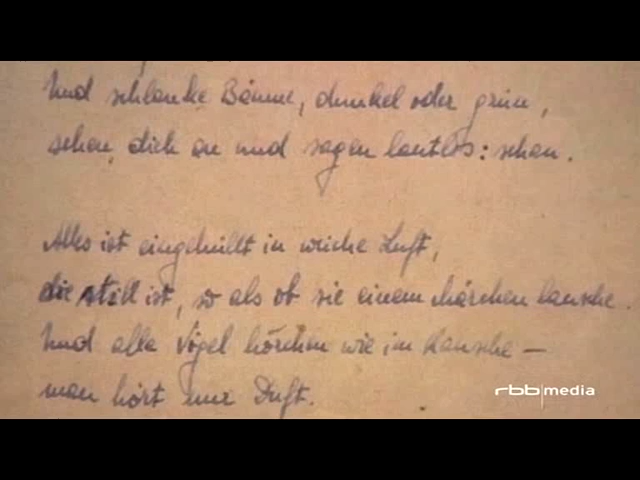 Und schlanke Bäume, dunkel oder grün,
sehen dich an und sagen lautlos: schau.
Alles ist eingehüllt in weiche Luft,
die still ist, so als ob sie einem Märchen lausche.
Und alle Vögel horchen wie im Rausche —
man hört nur Duft.
rbb media